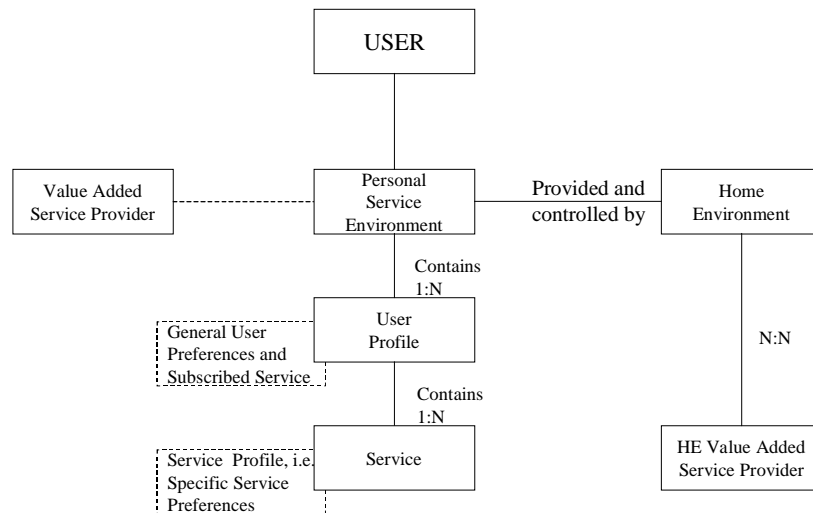 USER
Value Added
Service Provider
Personal
Service
Environment
Provided and
controlled by
Home
Environment
Contains
1:N
User
Profile
General User
Preferences and
Subscribed Service
N:N
Contains
1:N
Service
Service Profile, i.e.
Specific Service
Preferences
HE Value Added
Service Provider